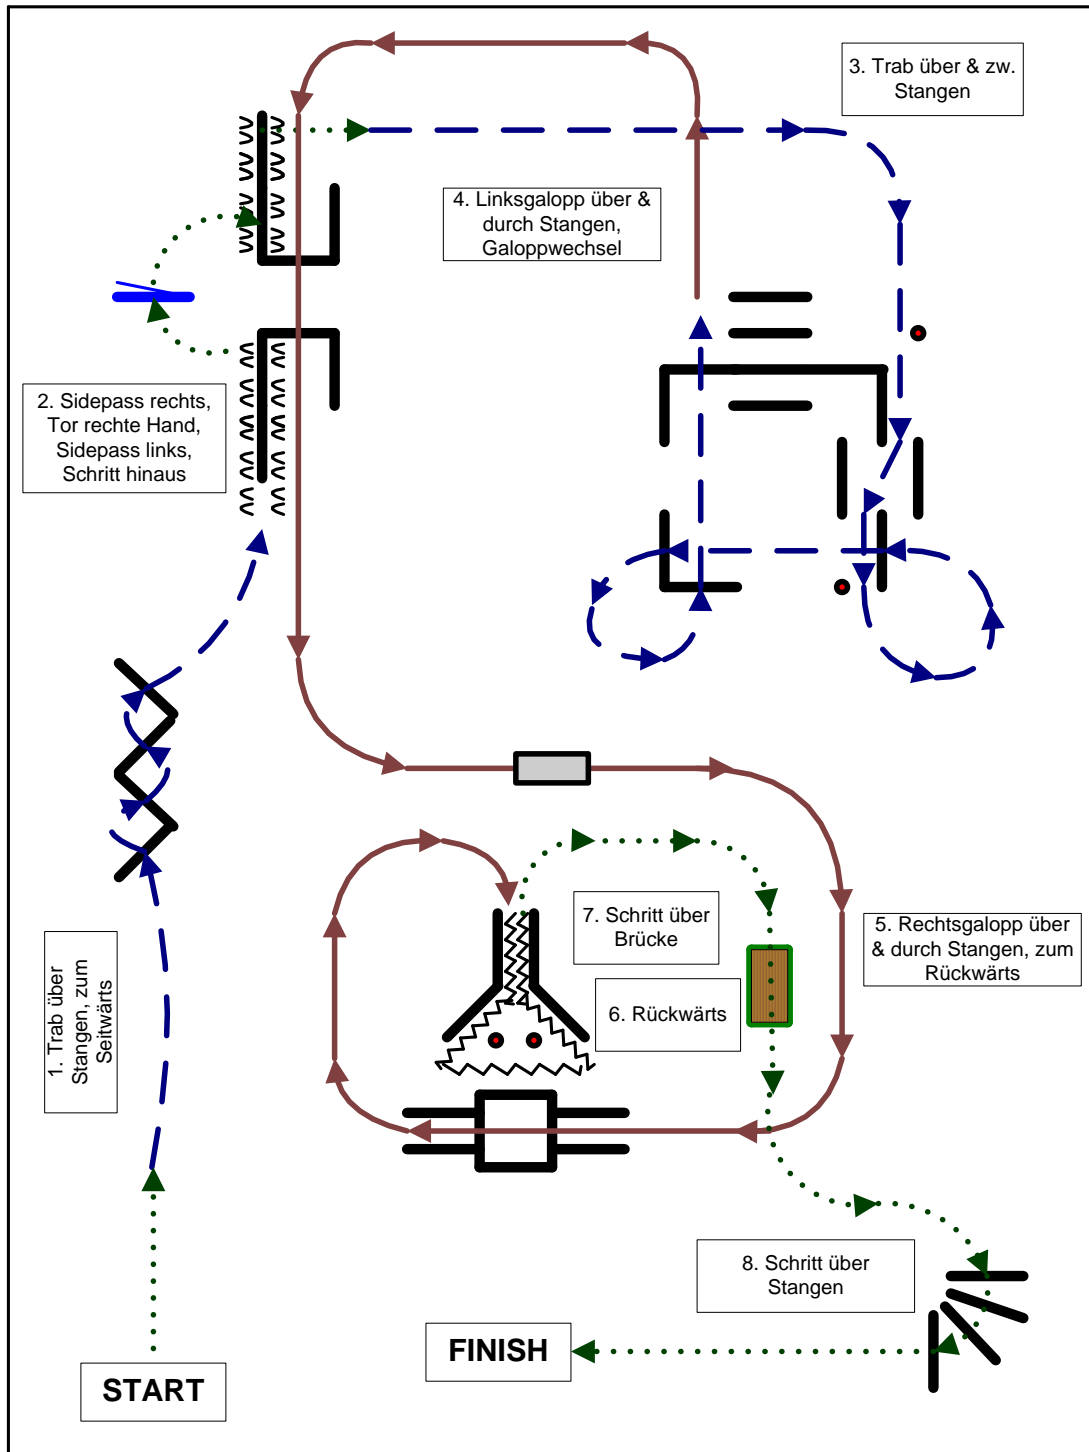 3. Trab über & zw.
Stangen
4. Linksgalopp über &
durch Stangen,
Galoppwechsel
2. Sidepass rechts,
Tor rechte Hand,
Sidepass links,
Schritt hinaus
7. Schritt über
Brücke
5. Rechtsgalopp über
& durch Stangen, zum
Rückwärts
6. Rückwärts
1. Trab über
Stangen, zum
Seitwärts
8. Schritt über
Stangen
FINISH
START